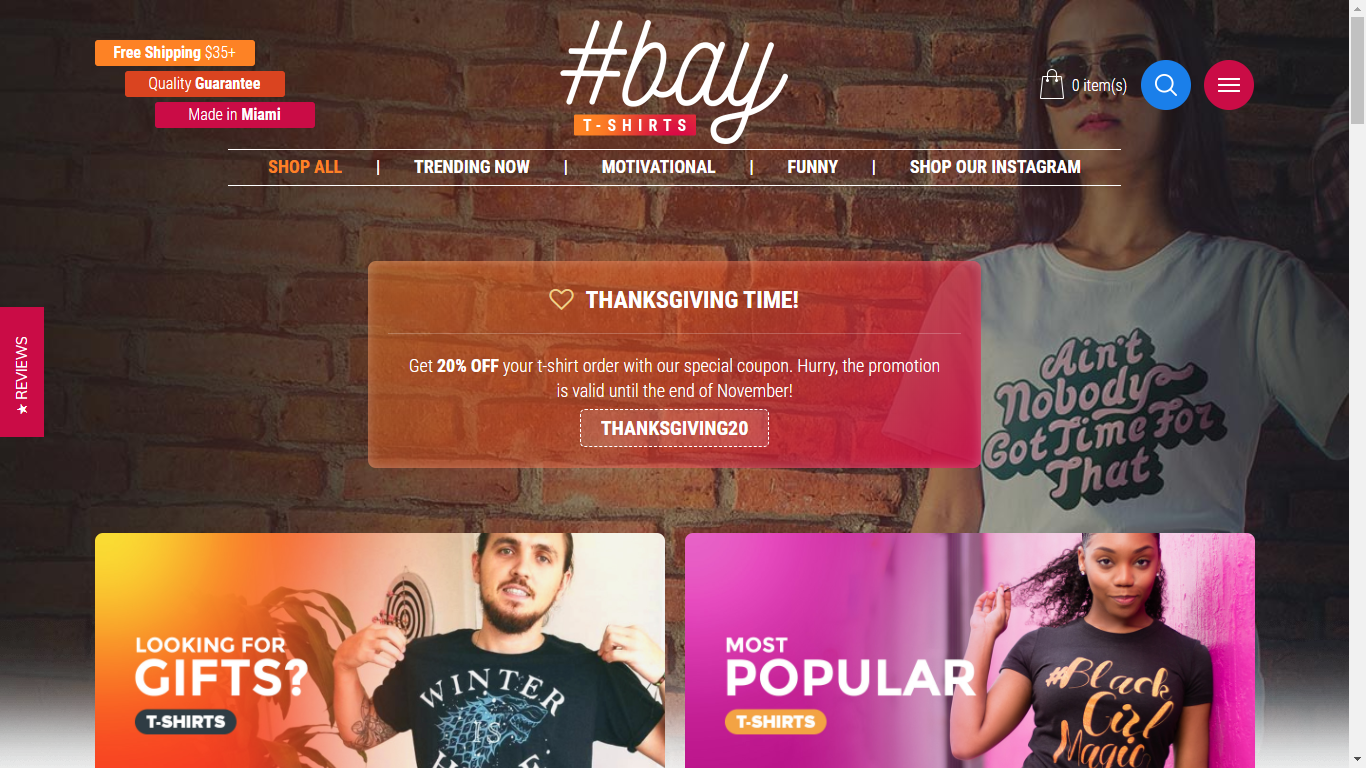 Free Shipping $35+
Quality Guarantee
Made in Miami
#bay
T-SHIRTS
0 item(s)
SHOP ALL | TRENDING NOW | MOTIVATIONAL | FUNNY | SHOP OUR INSTAGRAM
THANKSGIVING TIME!
Get 20% OFF your t-shirt order with our special coupon. Hurry, the promotion
is valid until the end of November!
THANKSGIVING20
Ain't
Nobody
Got Time For
That
★ REVIEWS
LOOKING FOR
GIFTS?
T-SHIRTS
WINTER
IS
MOST
POPULAR
T-SHIRTS
#Black
Girl
Magic